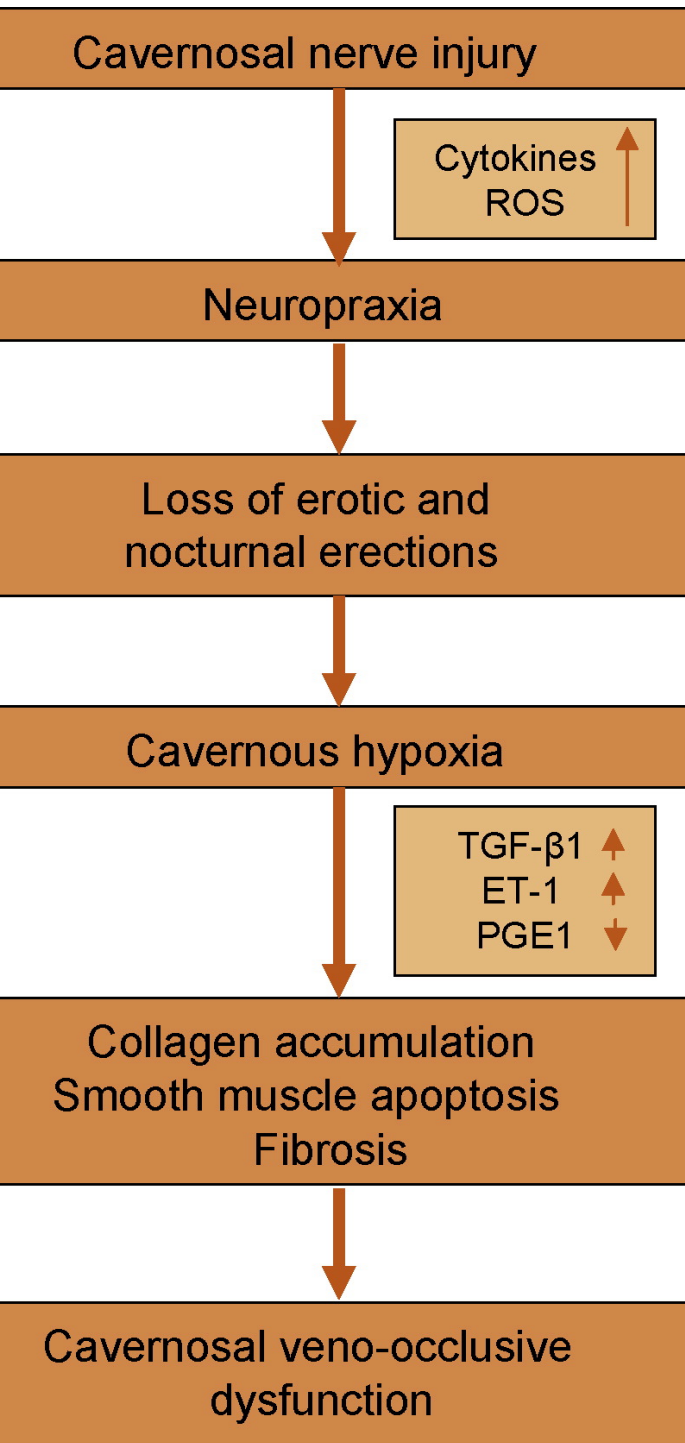 Cavernosal nerve injury
Cytokines
ROS
Neuropraxia
Loss of erotic and
nocturnal erections
Cavernous hypoxia
TGF-β1
ET-1
PGE1
Collagen accumulation
Smooth muscle apoptosis
Fibrosis
Cavernosal veno-occlusive
dysfunction